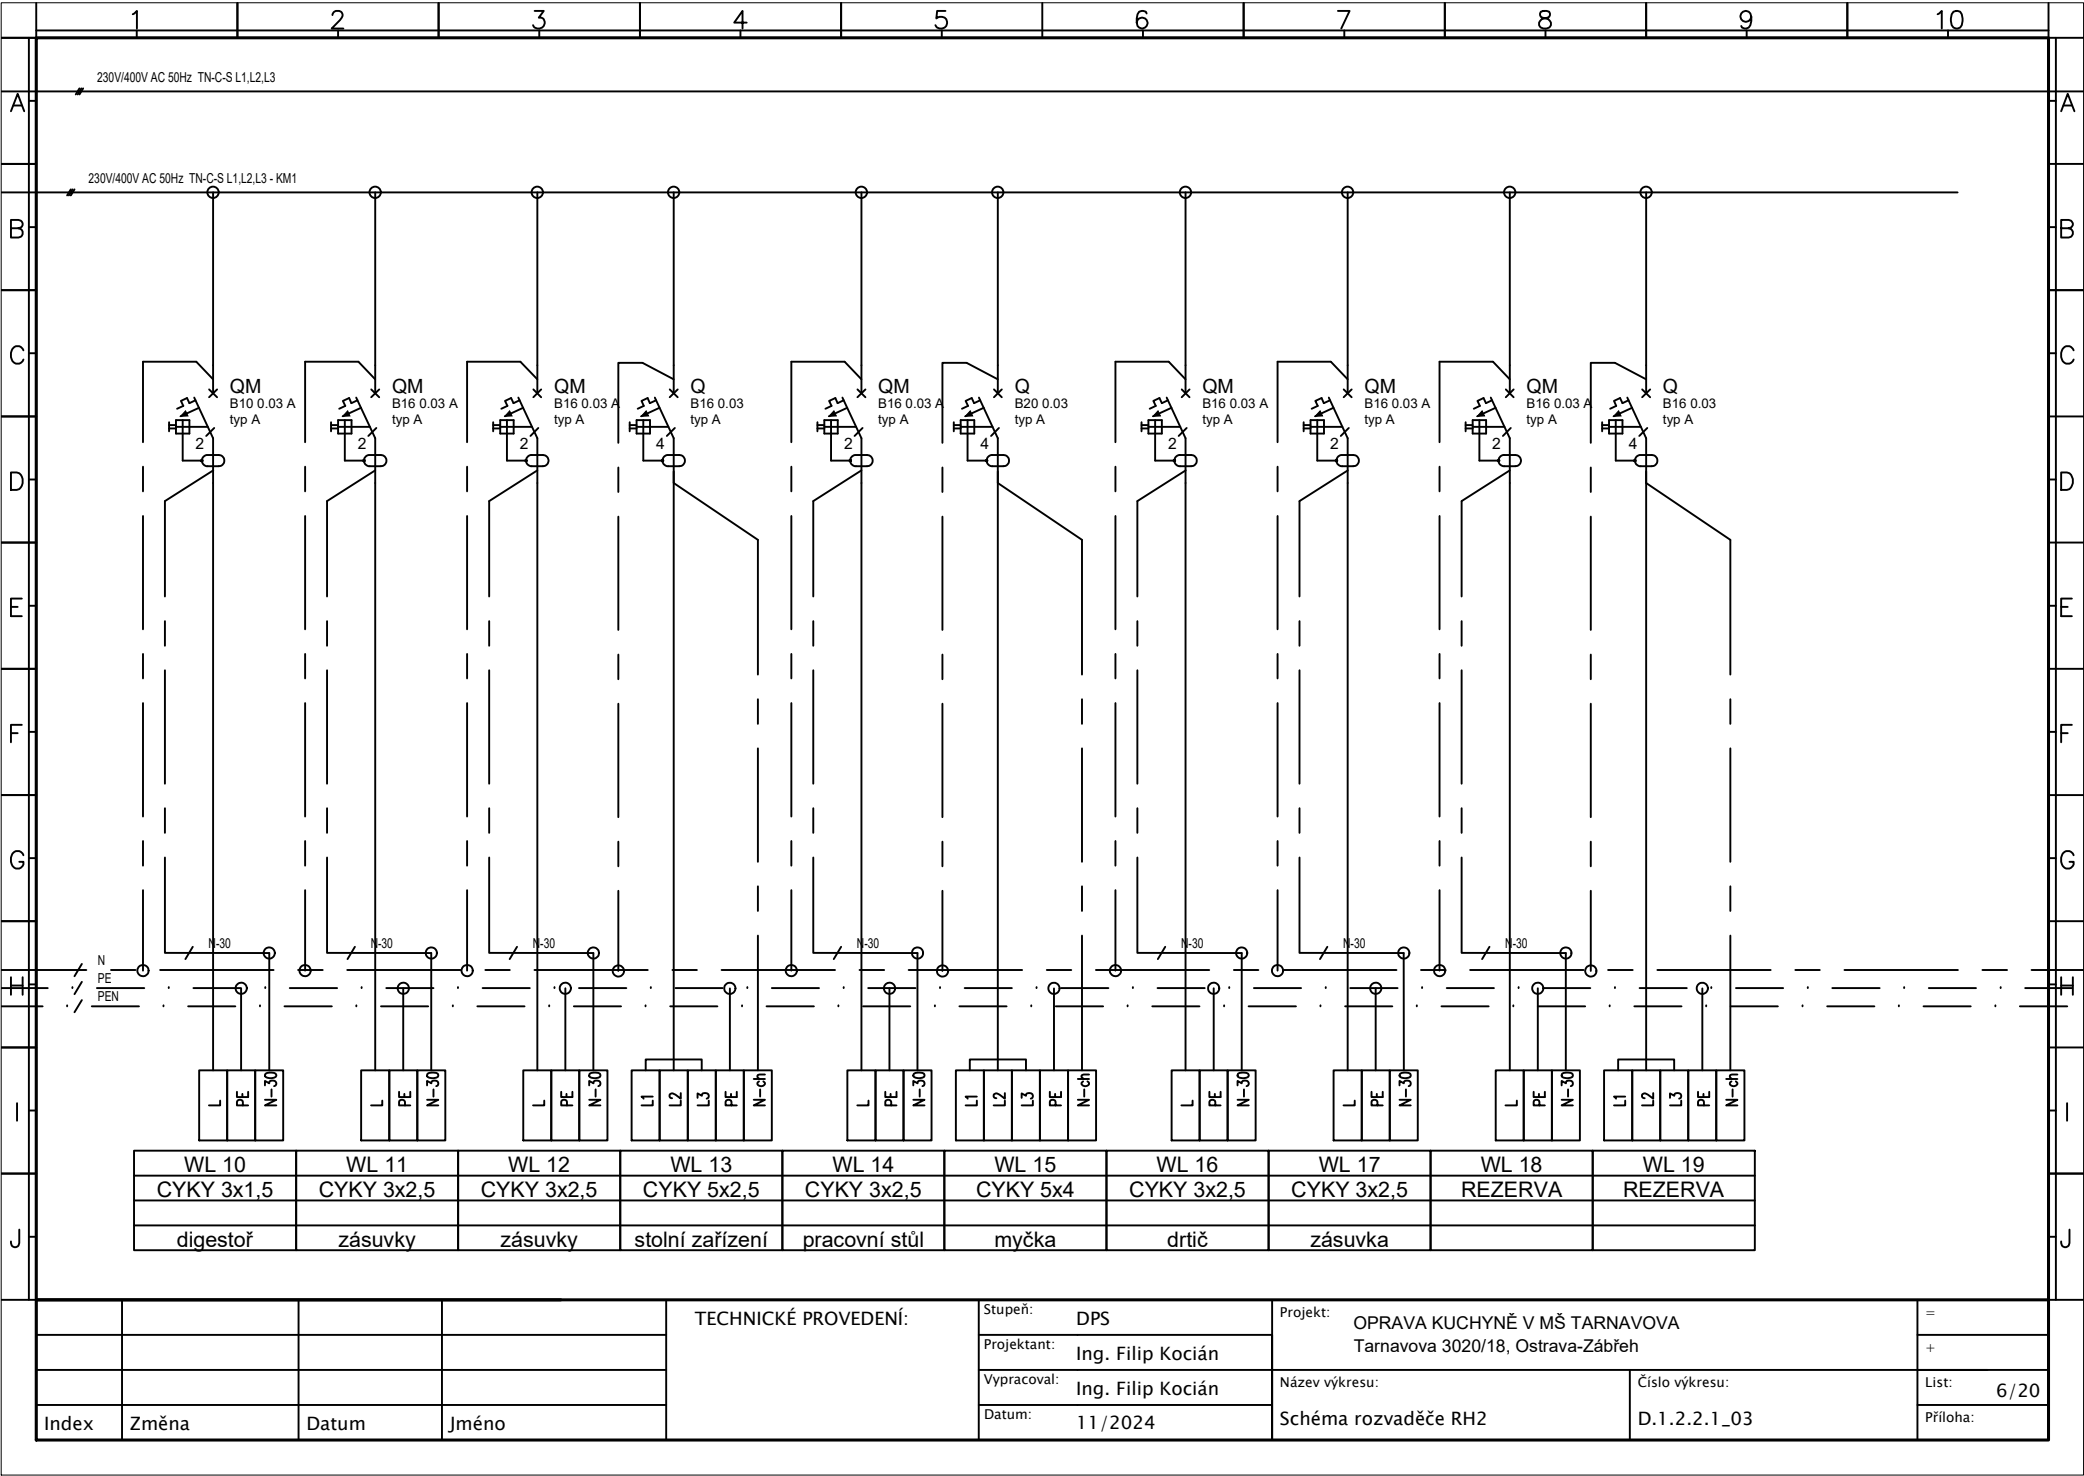 1 2 3 4 5 6 7 8 9 10
230V/400V AC 50Hz TN-C-S L1,L2,L3
A A
230V/400V AC 50Hz TN-C-S L1,L2,L3 - KM1
B B
C C
QM QM QM Q QM Q QM QM QM Q
B10 0.03 A B16 0.03 A B16 0.03 A B16 0.03 B16 0.03 A B20 0.03 B16 0.03 A B16 0.03 A B16 0.03 A B16 0.03
typ A typ A typ A typ A typ A typ A typ A typ A typ A typ A
2 2 2 4 2 4 2 2 2 4
D D
E E
F F
G G
N-30 N-30 N-30 N-30 N-30 N-30 N-30
N
PE
H H
PEN
L PE N-30 L PE N-30 L PE N-30 L1 L2 L3 PE N-ch L PE N-30 L1 L2 L3 PE N-ch L PE N-30 L PE N-30 L PE N-30 L1 L2 L3 PE N-ch
I I
WL 10 WL 11 WL 12 WL 13 WL 14 WL 15 WL 16 WL 17 WL 18 WL 19
CYKY 3x1,5 CYKY 3x2,5 CYKY 3x2,5 CYKY 5x2,5 CYKY 3x2,5 CYKY 5x4 CYKY 3x2,5 CYKY 3x2,5 REZERVA REZERVA
J J
digestoř zásuvky zásuvky stolní zařízení pracovní stůl myčka drtič zásuvka
TECHNICKÉ PROVEDENÍ:
Stupeň: DPS
Projektant: Ing. Filip Kocián
Vypracoval: Ing. Filip Kocián
Datum: 11/2024
Projekt: OPRAVA KUCHYNĚ V MŠ TARNAVOVA
Tarnavova 3020/18, Ostrava-Zábřeh
=
+
Název výkresu:
Schéma rozvaděče RH2
Číslo výkresu:
D.1.2.2.1_03
List: 6/20
Příloha:
Index Změna Datum Jméno